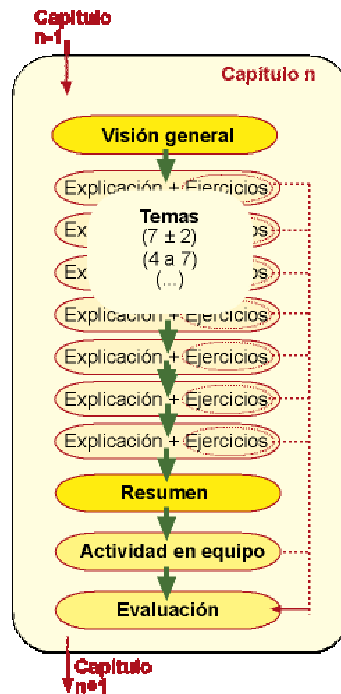 Capítulo
n-1
Capítulo n
Visión general
Explicación + Ejercicios
Temas
(7 ± 2)
(4 a 7)
(...)
Explicación + Ejercicios
Explicación + Ejercicios
Explicación + Ejercicios
Explicación + Ejercicios
Resumen
Actividad en equipo
Evaluación
Capítulo
n+1